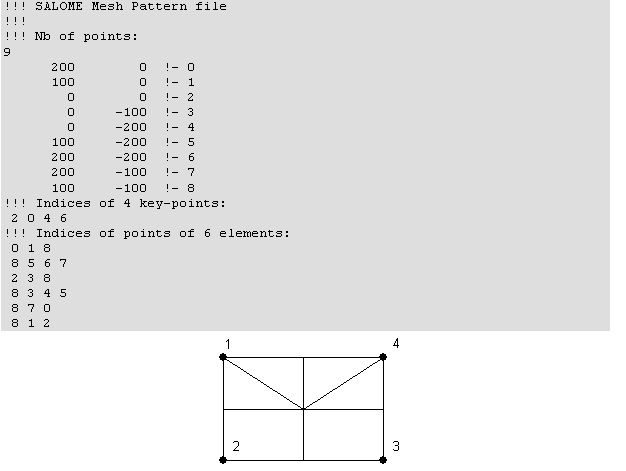 !!! SALOME Mesh Pattern file
!!!
!!! Nb of points:
9
200 0 !- 0
100 0 !- 1
0 0 !- 2
0 -100 !- 3
0 -200 !- 4
100 -200 !- 5
200 -200 !- 6
200 -100 !- 7
100 -100 !- 8
!!! Indices of 4 key-points:
2 0 4 6
!!! Indices of points of 6 elements:
0 1 8
8 5 6 7
2 3 8
8 3 4 5
8 7 0
8 1 2
1 4
2 3